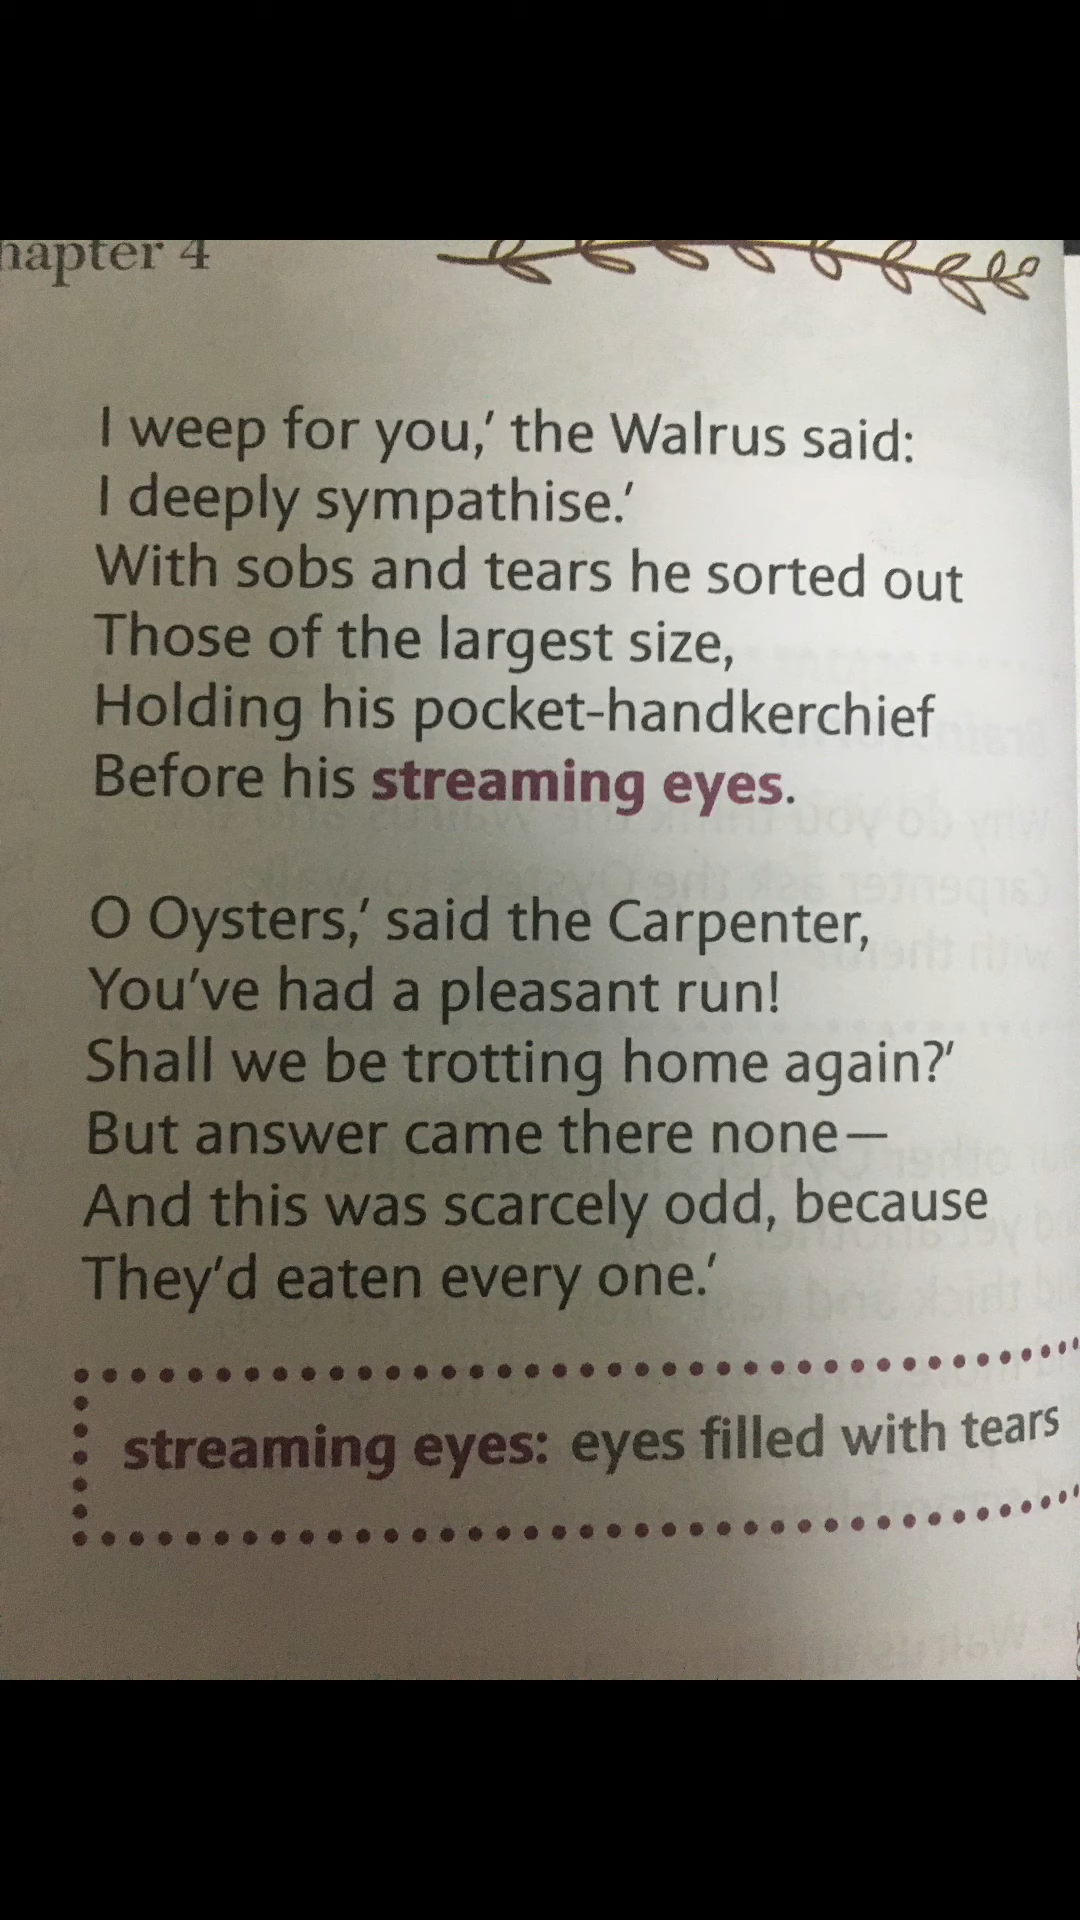 hapter 4
I weep for you,’ the Walrus said:
I deeply sympathise.’
With sobs and tears he sorted out
Those of the largest size,
Holding his pocket-handkerchief
Before his streaming eyes.
O Oysters,’ said the Carpenter,
You’ve had a pleasant run!
Shall we be trotting home again?’
But answer came there none—
And this was scarcely odd, because
They’d eaten every one.’
streaming eyes: eyes filled with tears